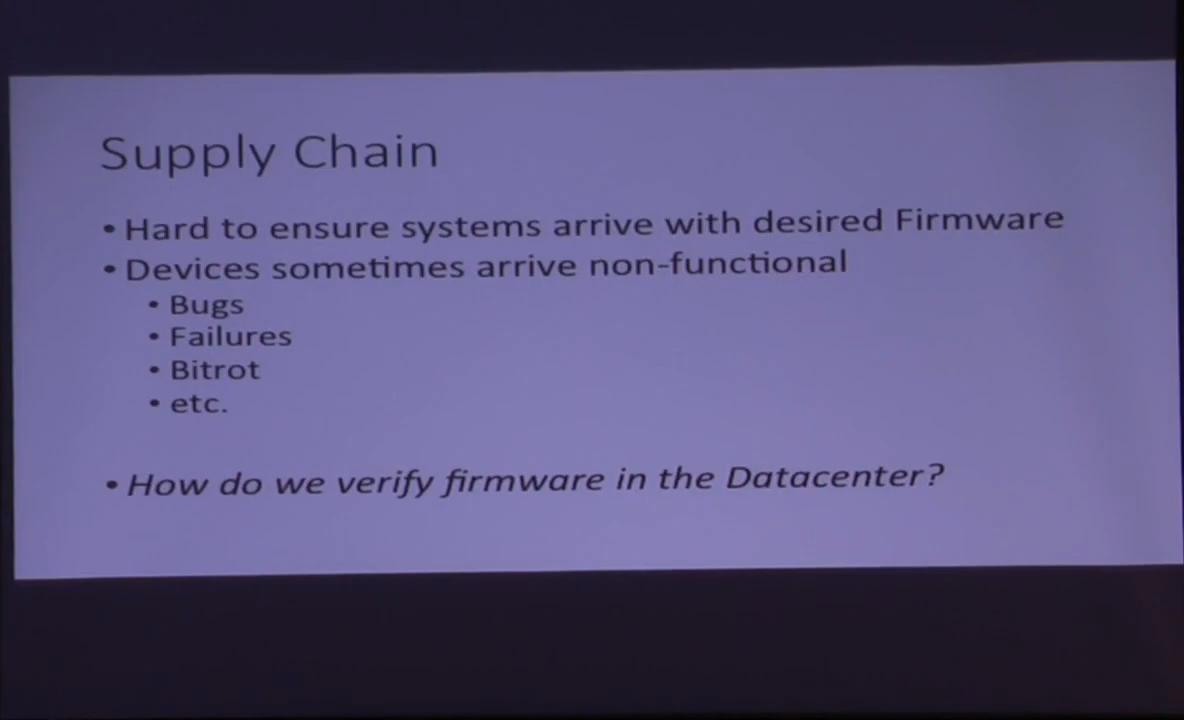 Supply Chain
• Hard to ensure systems arrive with desired Firmware
• Devices sometimes arrive non-functional
• Bugs
• Failures
• Bitrot
• etc.
• How do we verify firmware in the Datacenter?